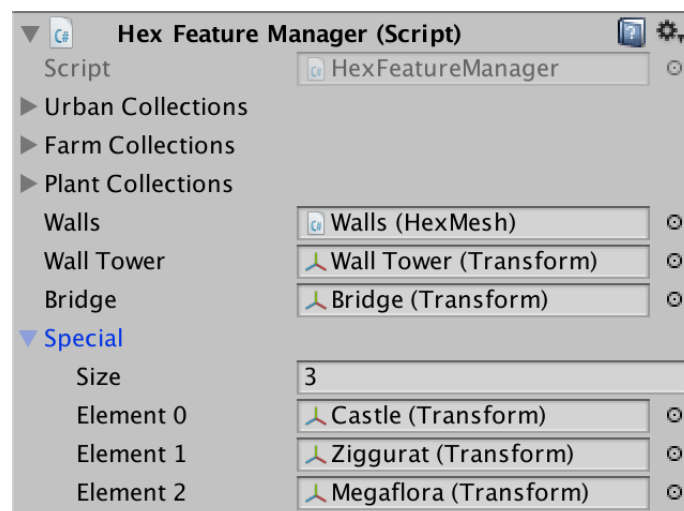 Hex Feature Manager (Script)
Script HexFeatureManager
Urban Collections
Farm Collections
Plant Collections
Walls Walls (HexMesh)
Wall Tower Wall Tower (Transform)
Bridge Bridge (Transform)
Special
Size 3
Element 0 Castle (Transform)
Element 1 Ziggurat (Transform)
Element 2 Megaflora (Transform)